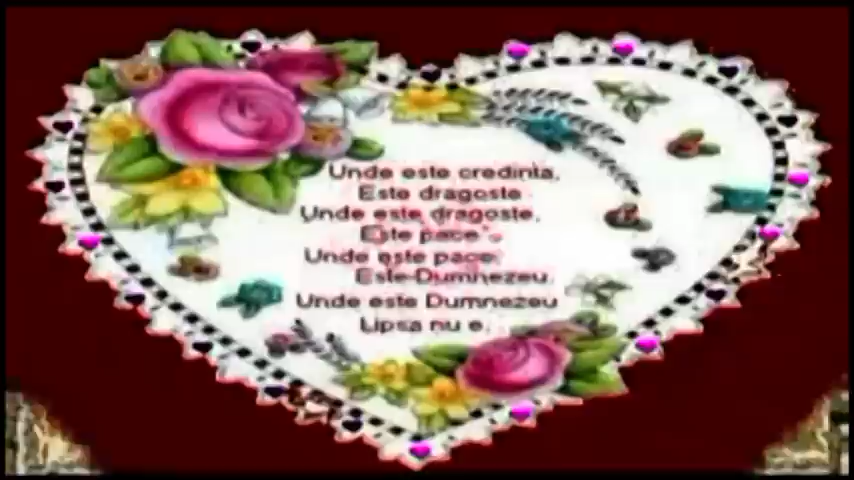 Unde este credinta,
Este dragoste
Unde este dragoste,
Este pace
Unde este pace
Este Dumnezeu.
Unde este Dumnezeu
Lipsa nu e.